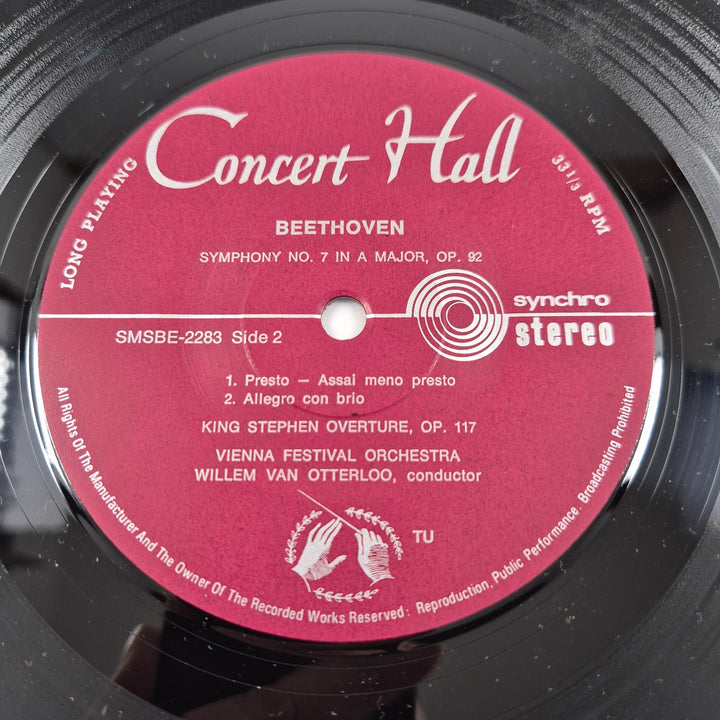 Concert Hall
LONG PLAYING
33 1/3 RPM
BEETHOVEN
SYMPHONY NO. 7 IN A MAJOR, OP. 92
synchro
stereo
SMSBE-2283 Side 2
1. Presto – Assai meno presto
2. Allegro con brio
KING STEPHEN OVERTURE, OP. 117
VIENNA FESTIVAL ORCHESTRA
WILLEM VAN OTTERLOO, conductor
TU
All Rights Of The Manufacturer And The Owner Of The Recorded Works Reserved: Reproduction, Public Performance, Broadcasting Prohibited